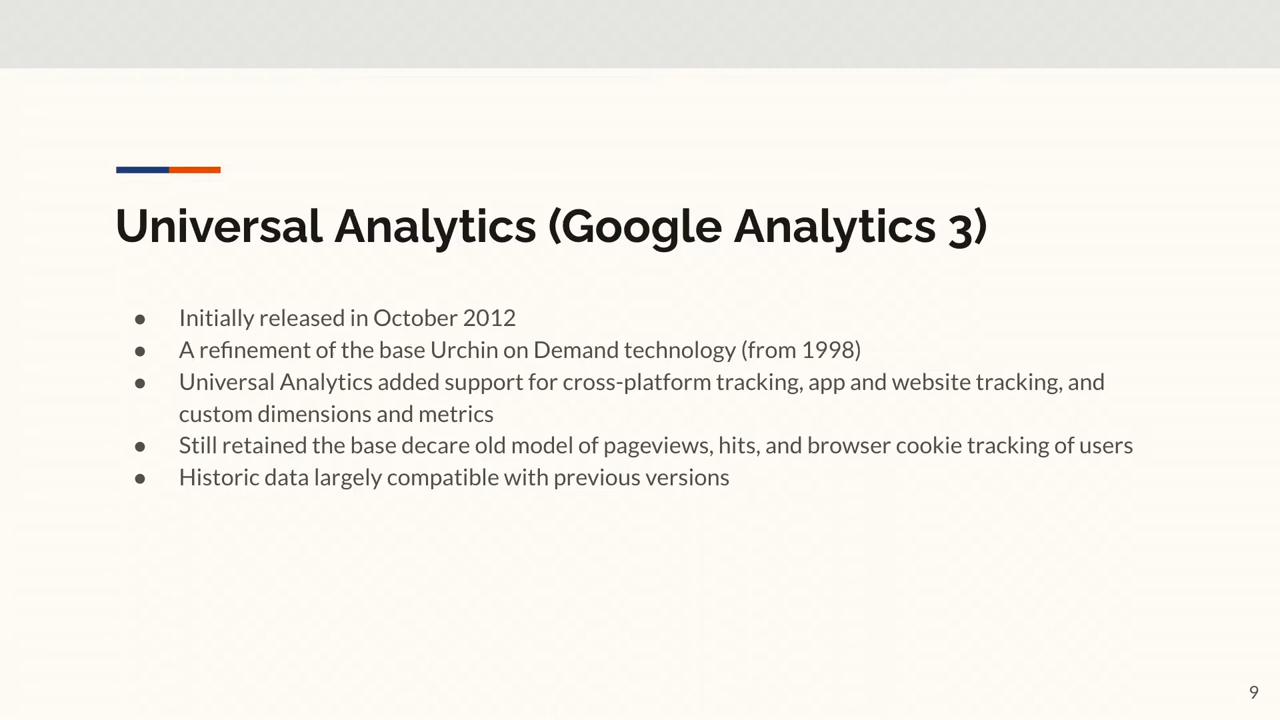 Universal Analytics (Google Analytics 3)
● Initially released in October 2012
● A refinement of the base Urchin on Demand technology (from 1998)
● Universal Analytics added support for cross-platform tracking, app and website tracking, and
custom dimensions and metrics
● Still retained the base decare old model of pageviews, hits, and browser cookie tracking of users
● Historic data largely compatible with previous versions
9